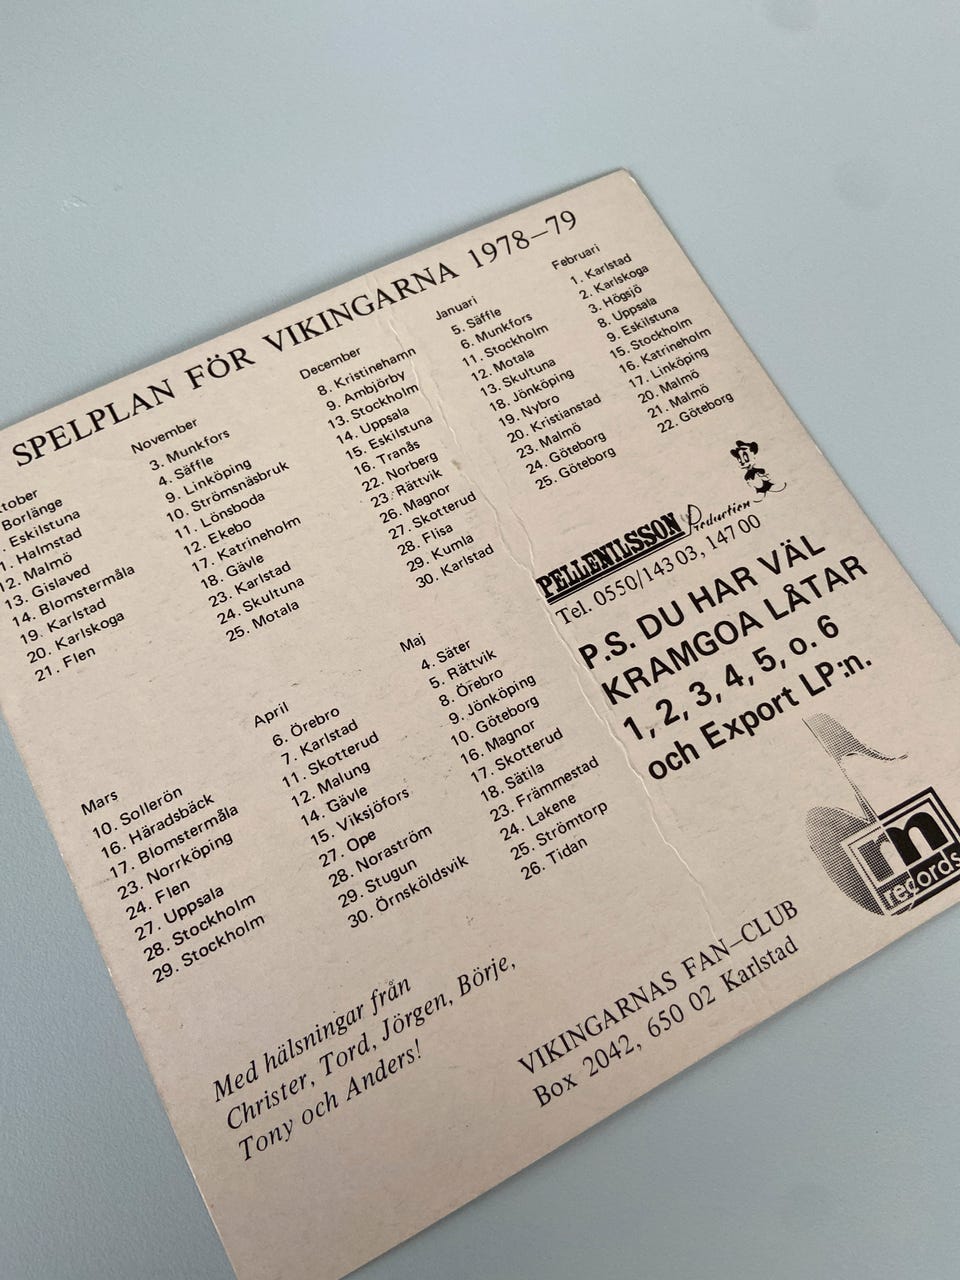 SPELPLAN FÖR VIKINGARNA 1978–79
Borlänge
Eskilstuna
Halmstad
12. Malmö
13. Gislaved
14. Blomstermåla
19. Karlstad
20. Karlskoga
21. Flen
November
3. Munkfors
4. Säffle
9. Linköping
10. Strömsnäsbruk
11. Lönsboda
12. Ekebo
17. Katrineholm
18. Gävle
23. Karlstad
24. Skultuna
25. Motala
December
8. Kristinehamn
9. Ambjörby
13. Stockholm
14. Uppsala
15. Eskilstuna
16. Tranås
22. Norberg
23. Rättvik
26. Magnor
27. Skotterud
28. Flisa
29. Kumla
30. Karlstad
Januari
5. Säffle
6. Munkfors
11. Stockholm
12. Motala
13. Skultuna
18. Jönköping
19. Nybro
20. Kristianstad
23. Malmö
24. Göteborg
25. Göteborg
Februari
1. Karlstad
2. Karlskoga
3. Högsjö
8. Uppsala
9. Eskilstuna
15. Stockholm
16. Katrineholm
17. Linköping
20. Malmö
21. Malmö
22. Göteborg
Mars
10. Sollerön
16. Häradsbäck
17. Blomstermåla
23. Norrköping
24. Flen
27. Uppsala
28. Stockholm
29. Stockholm
April
6. Örebro
7. Karlstad
11. Skotterud
12. Malung
14. Gävle
15. Viksjöfors
27. Ope
28. Noraström
29. Stugun
30. Örnsköldsvik
Maj
4. Säter
5. Rättvik
8. Örebro
9. Jönköping
10. Göteborg
16. Magnor
17. Skotterud
18. Sätila
23. Främmestad
24. Lakene
25. Strömtorp
26. Tidan
PELLENILSSON Production
Tel. 0550/143 03, 147 00
P.S. DU HAR VÄL
KRAMGOA LÅTAR
1, 2, 3, 4, 5, o. 6
och Export LP:n.
rm
records
Med hälsningar från
Christer, Tord, Jörgen, Börje,
Tony och Anders!
VIKINGARNAS FAN–CLUB
Box 2042, 650 02 Karlstad